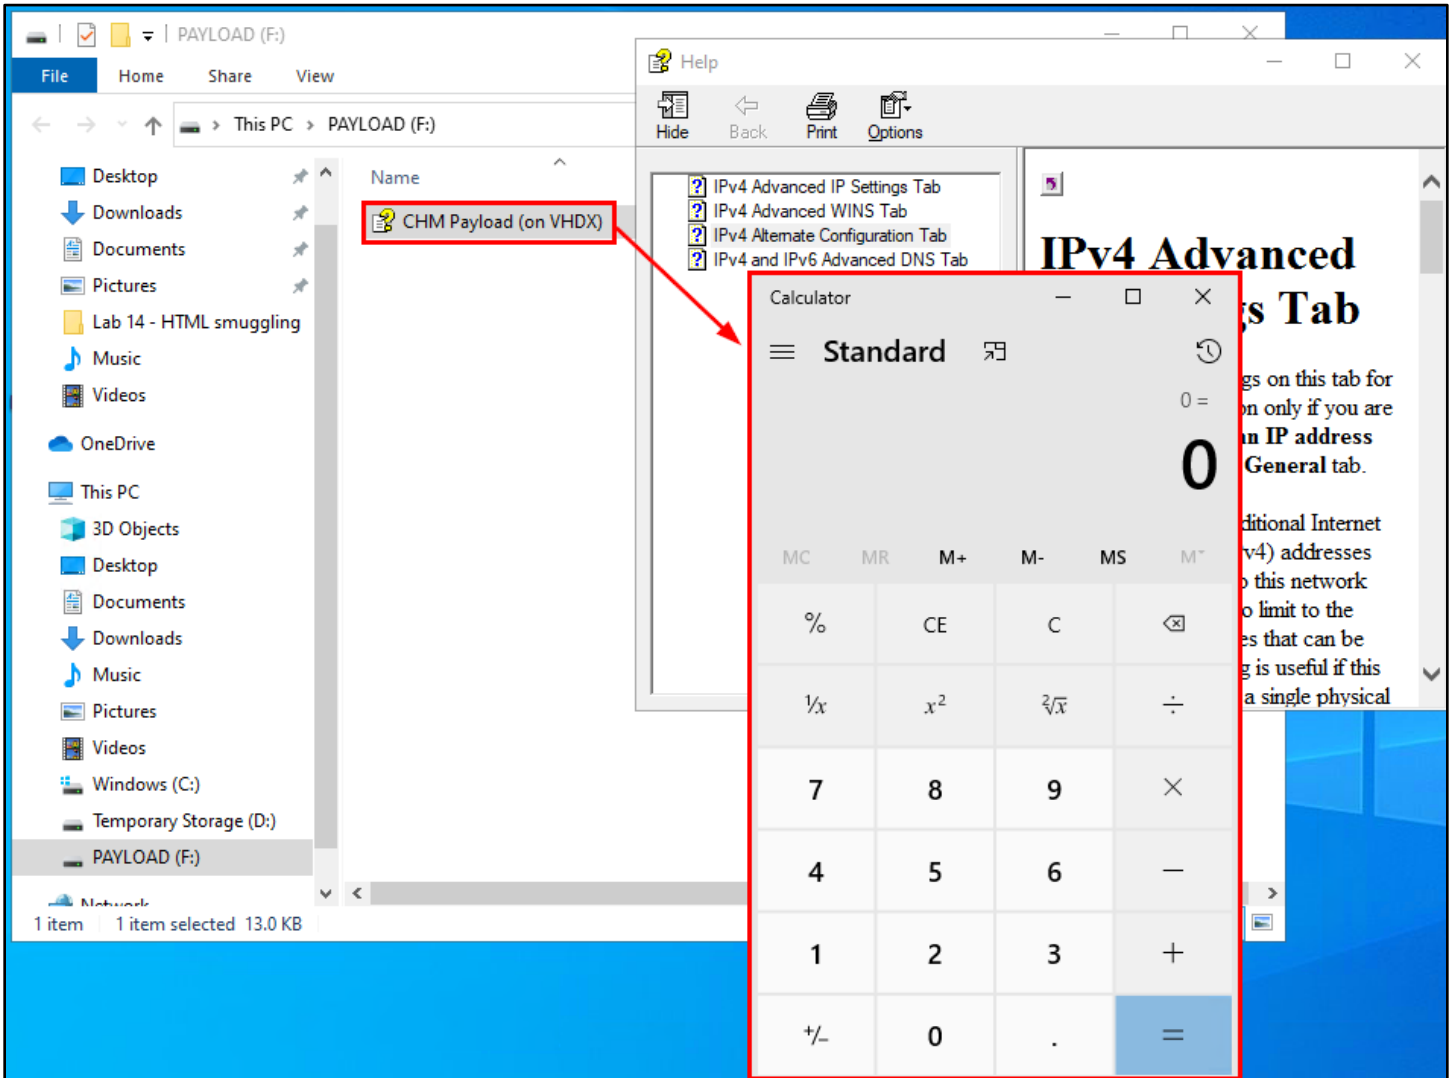 PAYLOAD (F:)
File Home Share View
This PC > PAYLOAD (F:)
Desktop
Downloads
Documents
Pictures
Lab 14 - HTML smuggling
Music
Videos
OneDrive
This PC
3D Objects
Desktop
Documents
Downloads
Music
Pictures
Videos
Windows (C:)
Temporary Storage (D:)
PAYLOAD (F:)
Network
1 item 1 item selected 13.0 KB
Name
CHM Payload (on VHDX)
Help
Hide Back Print Options
IPv4 Advanced IP Settings Tab
IPv4 Advanced WINS Tab
IPv4 Alternate Configuration Tab
IPv4 and IPv6 Advanced DNS Tab
IPv4 Advanced
Tab
on this tab for
only if you are
IP address
General tab.
Internet
addresses
this network
limit to the
that can be
is useful if this
a single physical
Calculator
Standard
0 =
0
MC MR M+ M- MS M˅
% CE C
¹/x x² ²√x ÷
7 8 9 ×
4 5 6 −
1 2 3 +
+/− 0 . =